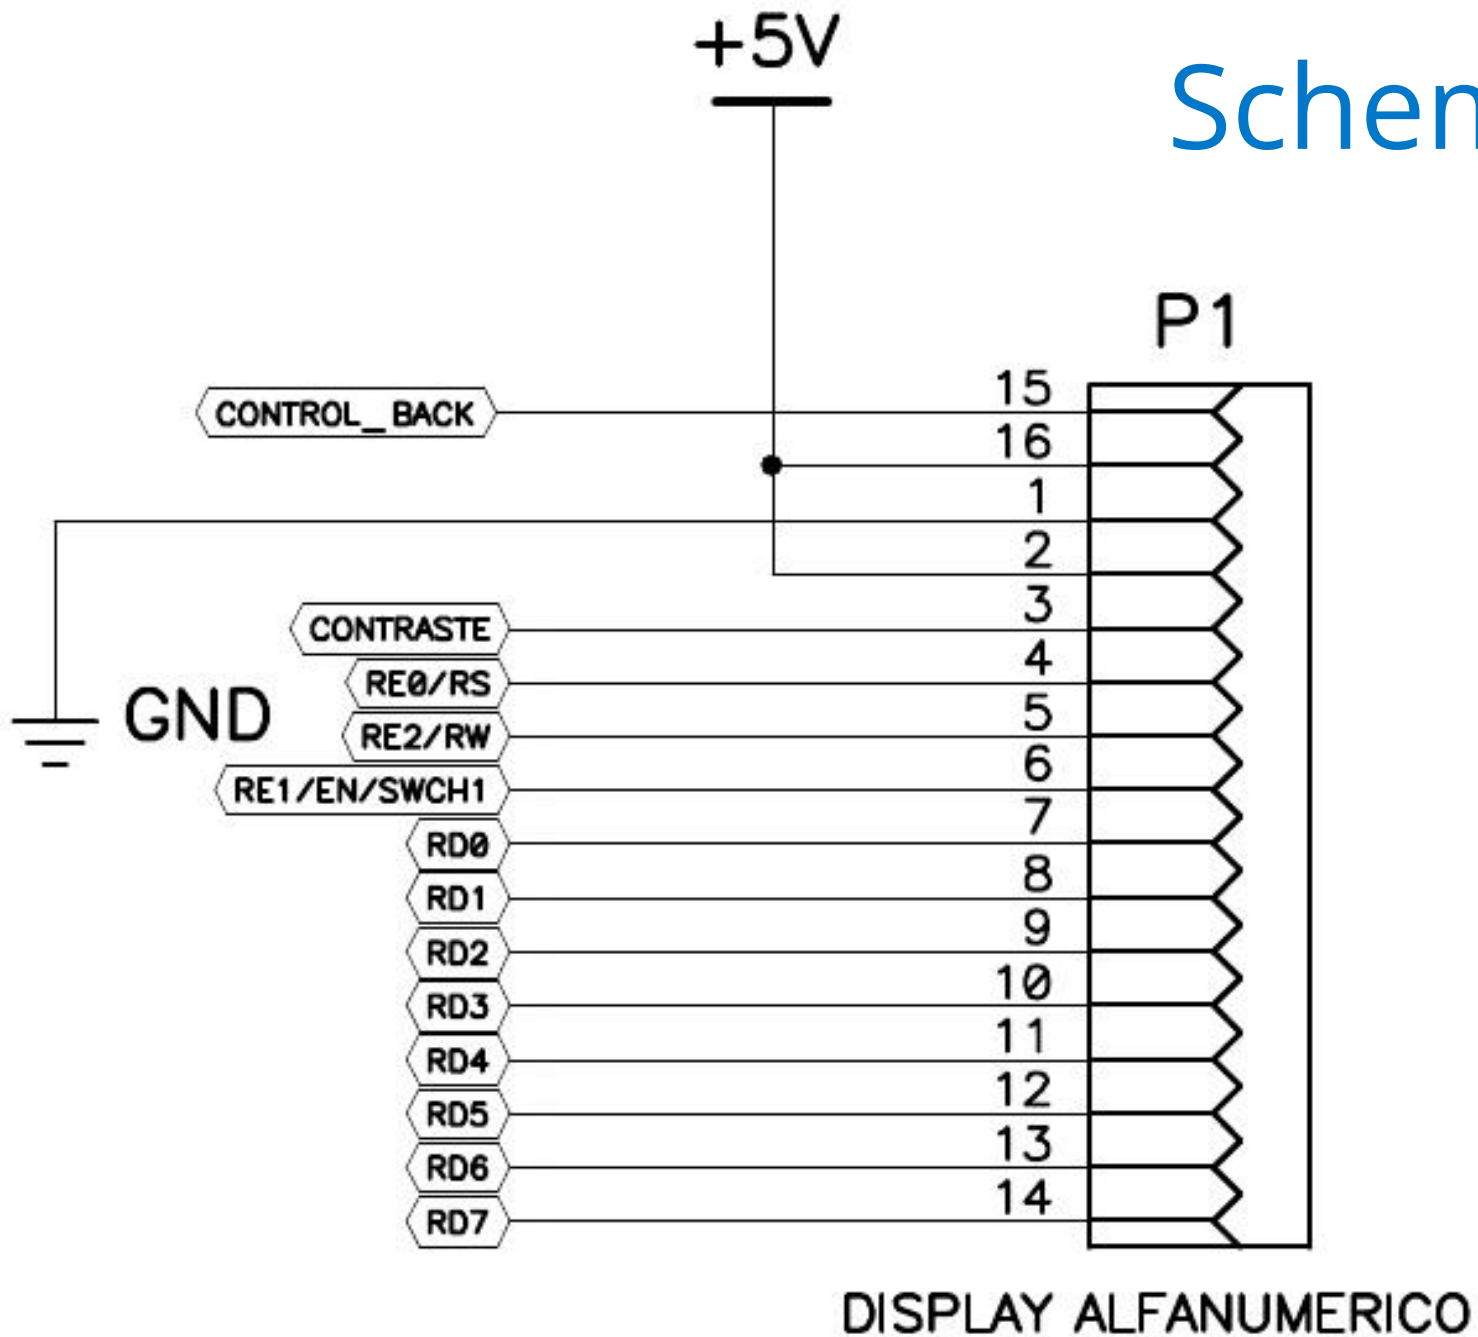 +5V
Schem
P1
CONTROL_BACK 15
16
1
2
CONTRASTE 3
RE0/RS 4
GND
RE2/RW 5
RE1/EN/SWCH1 6
RD0 7
RD1 8
RD2 9
RD3 10
RD4 11
RD5 12
RD6 13
RD7 14
DISPLAY ALFANUMERICO